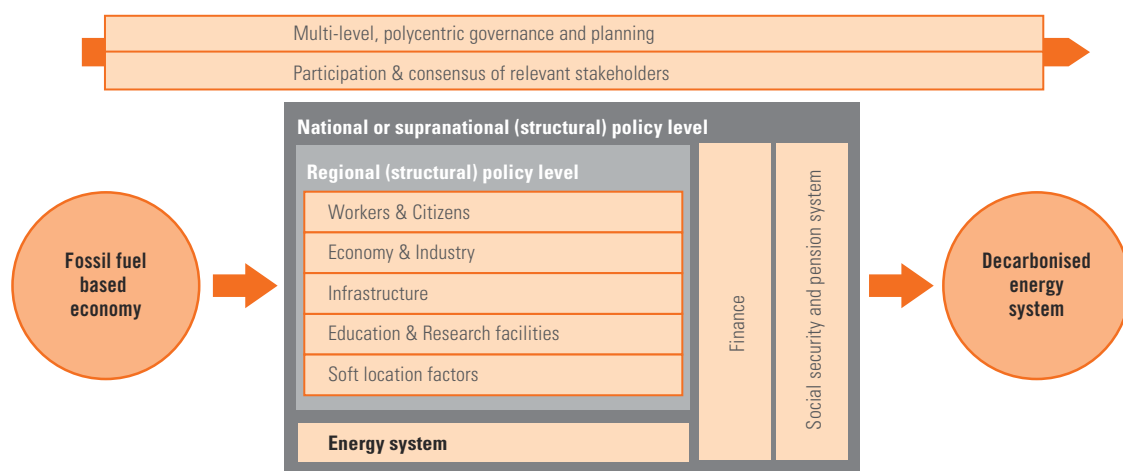 Multi-level, polycentric governance and planning
Participation & consensus of relevant stakeholders
National or supranational (structural) policy level
Regional (structural) policy level
Workers & Citizens
Economy & Industry
Infrastructure
Education & Research facilities
Soft location factors
Energy system
Finance
Social security and pension system
Fossil fuel
based
economy
Decarbonised
energy
system